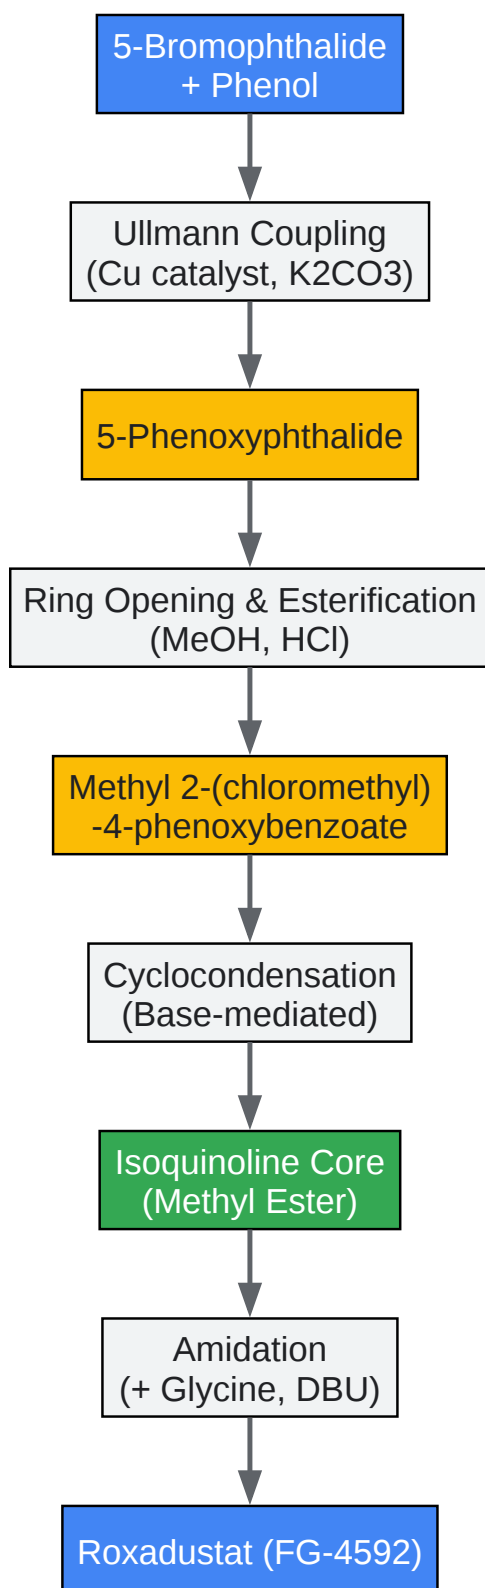 5-Bromophthalide
+ Phenol
Ullmann Coupling
(Cu catalyst, K2CO3)
5-Phenoxyphthalide
Ring Opening & Esterification
(MeOH, HCl)
Methyl 2-(chloromethyl)
-4-phenoxybenzoate
Cyclocondensation
(Base-mediated)
Isoquinoline Core
(Methyl Ester)
Amidation
(+ Glycine, DBU)
Roxadustat (FG-4592)